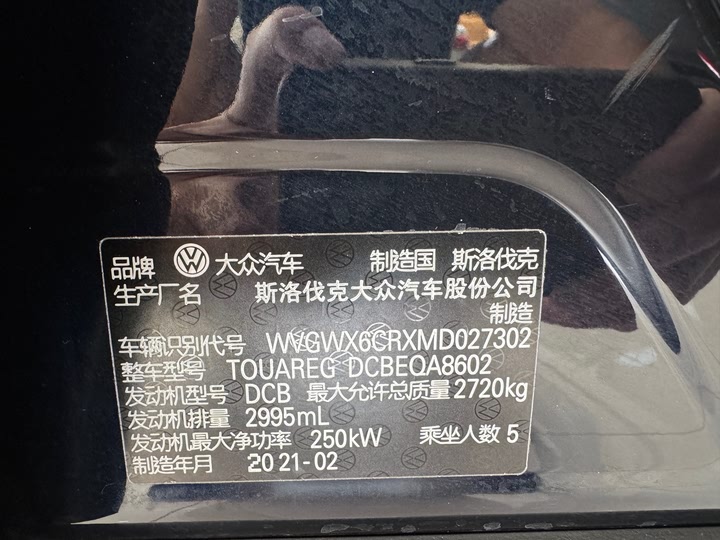 品牌 大众汽车 制造国 斯洛伐克
生产厂名 斯洛伐克大众汽车股份公司
制造
车辆识别代号 WVGWX6CRXMD027302
整车型号 TOUAREG DCBEQA8602
发动机型号 DCB 最大允许总质量 2720kg
发动机排量 2995mL
发动机最大净功率 250kW 乘坐人数 5
制造年月 2021-02